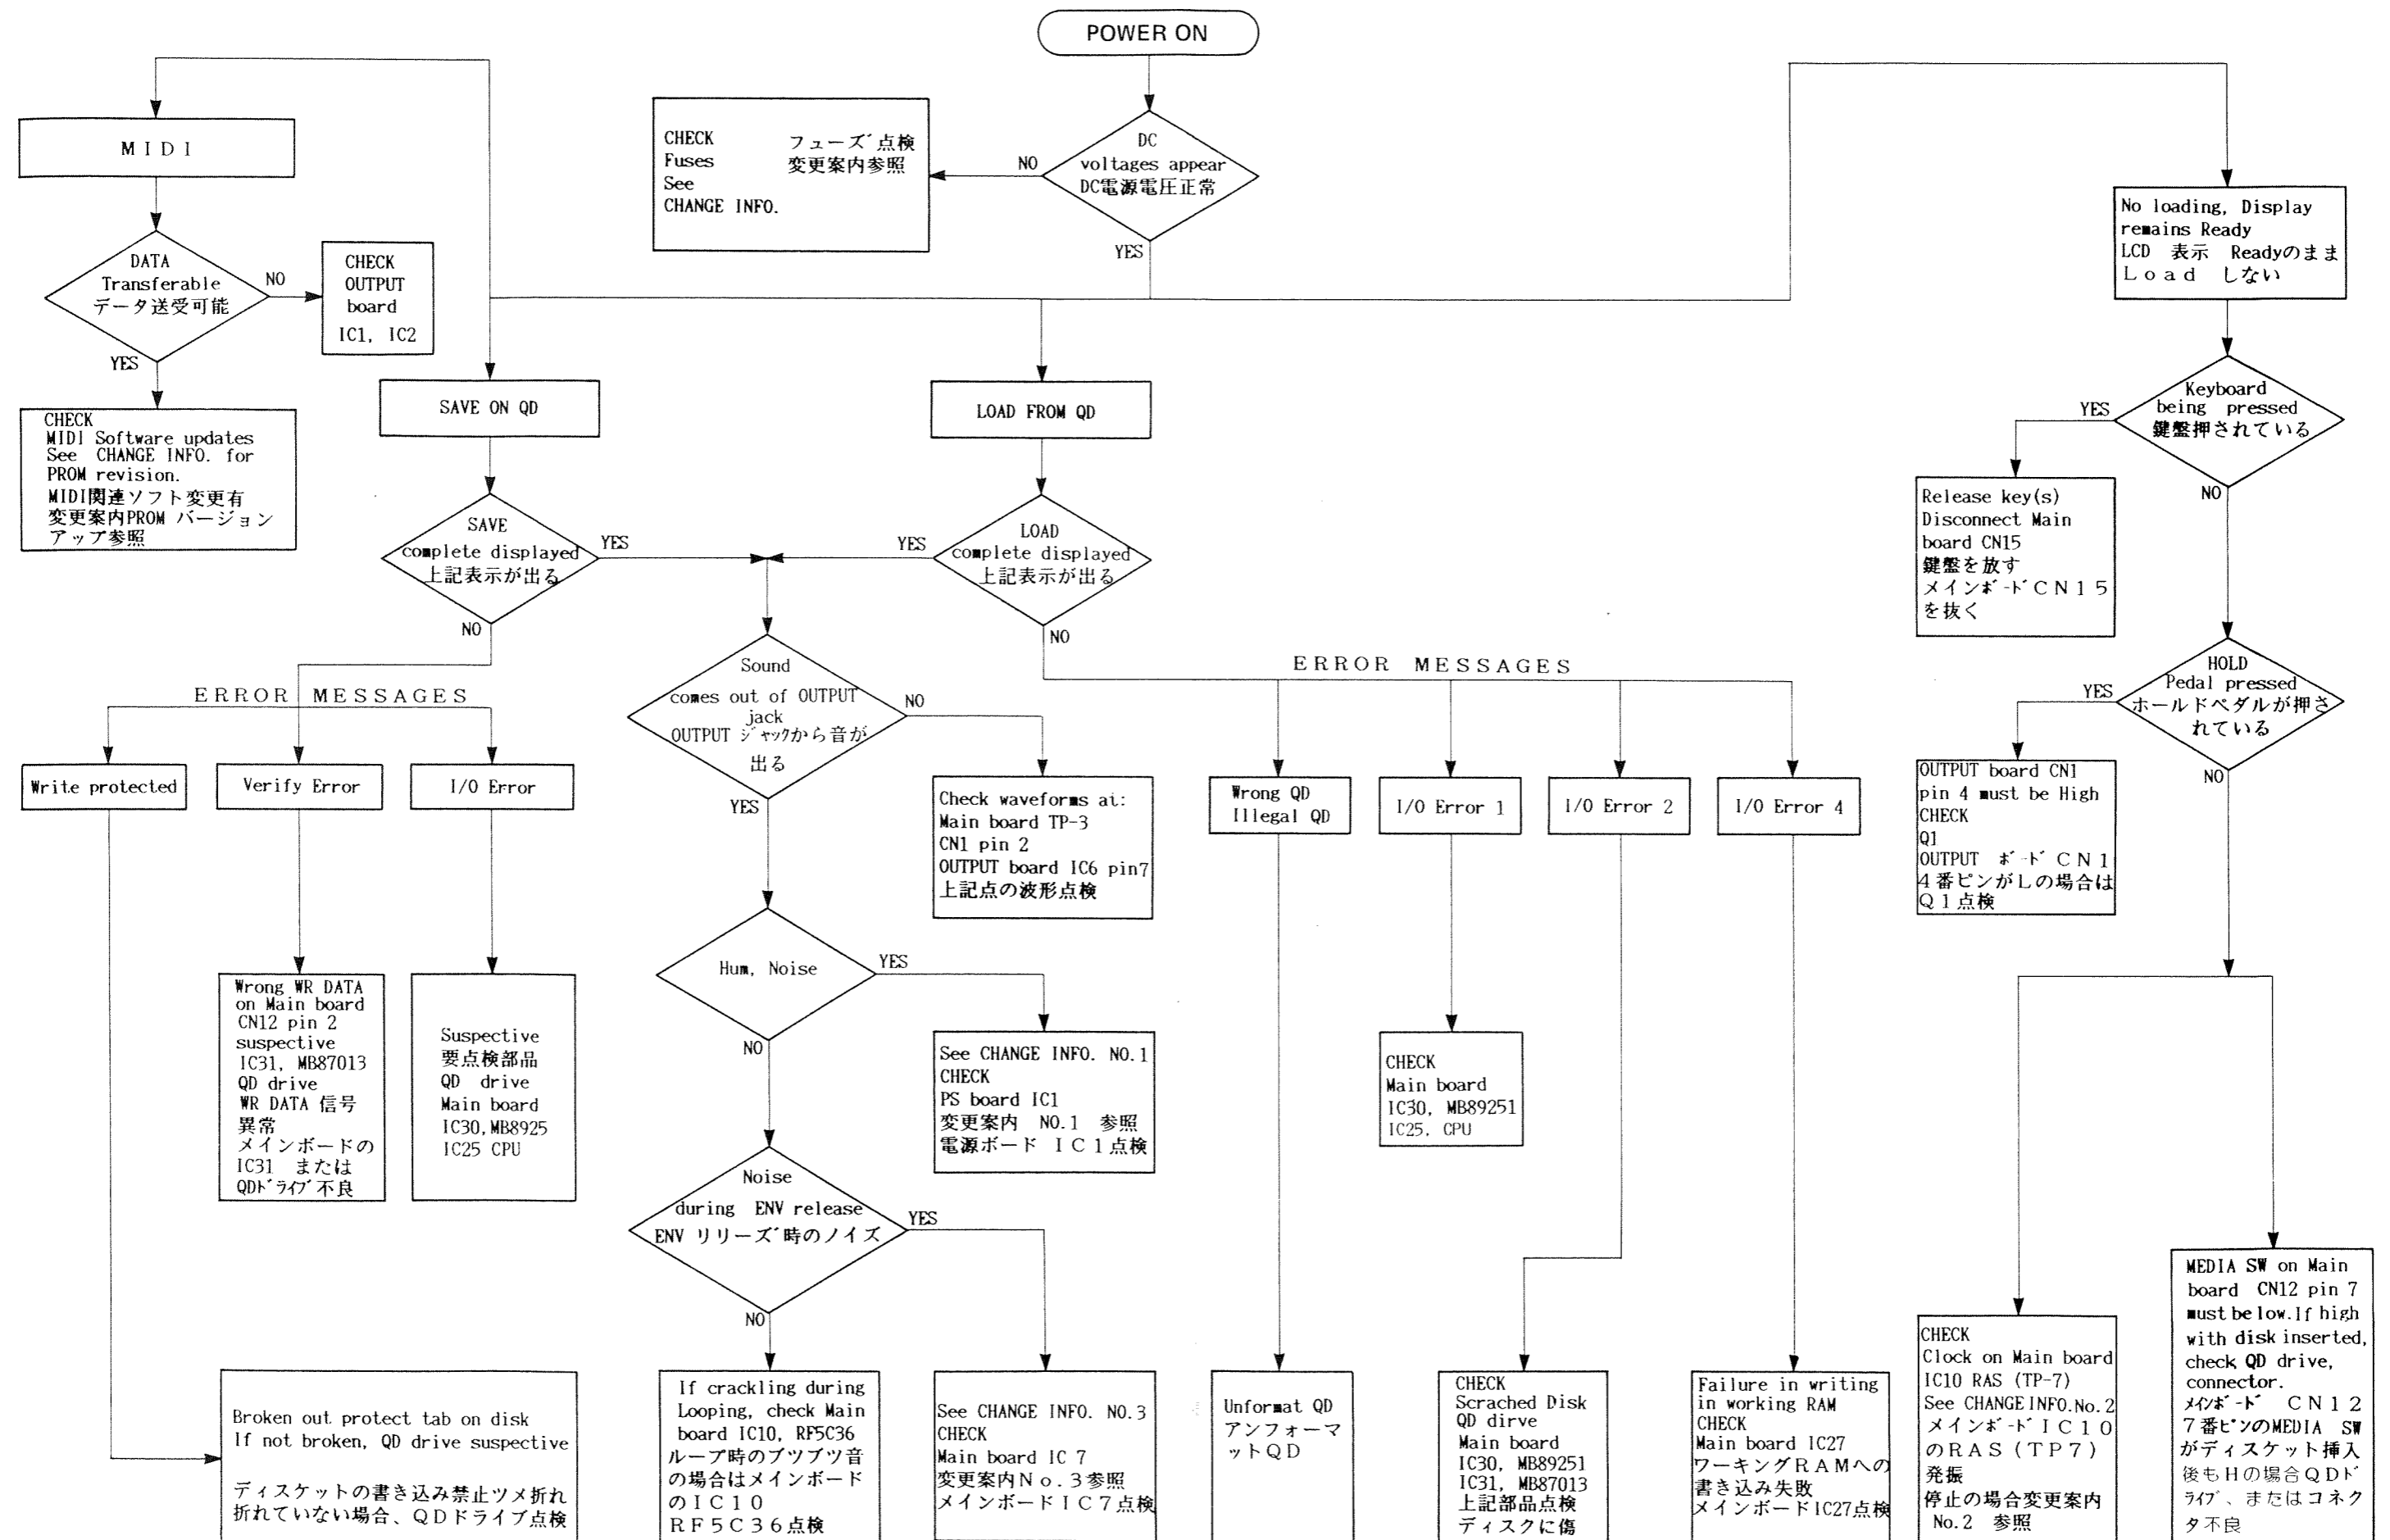 POWER ON
DC
voltages appear
DC電源電圧正常
NO
YES
CHECK
Fuses
See
CHANGE INFO.
フューズ点検
変更案内参照
MIDI
DATA
Transferable
データ送受可能
NO
YES
CHECK
OUTPUT
board
IC1, IC2
CHECK
MIDI Software updates
See CHANGE INFO. for
PROM revision.
MIDI関連ソフト変更有
変更案内PROM バージョン
アップ参照
SAVE ON QD
SAVE
complete displayed
上記表示が出る
YES
NO
ERROR MESSAGES
Write protected
Verify Error
I/O Error
Wrong WR DATA
on Main board
CN12 pin 2
suspective
IC31, MB87013
QD drive
WR DATA 信号
異常
メインボードの
IC31 または
QDドライブ不良
Suspective
要点検部品
QD drive
Main board
IC30,MB8925
IC25 CPU
Broken out protect tab on disk
If not broken, QD drive suspective
ディスケットの書き込み禁止ツメ折れ
折れていない場合、QDドライブ点検
LOAD FROM QD
LOAD
complete displayed
上記表示が出る
YES
NO
Sound
comes out of OUTPUT
jack
OUTPUT ジャックから音が
出る
NO
YES
Check waveforms at:
Main board TP-3
CN1 pin 2
OUTPUT board IC6 pin7
上記点の波形点検
Hum, Noise
YES
NO
See CHANGE INFO. NO.1
CHECK
PS board IC1
変更案内 NO.1 参照
電源ボード IC1点検
Noise
during ENV release
ENV リリーズ時のノイズ
YES
NO
If crackling during
Looping, check Main
board IC10, RF5C36
ループ時のブツブツ音
の場合はメインボード
のIC10
RF5C36点検
See CHANGE INFO. NO.3
CHECK
Main board IC 7
変更案内No.3参照
メインボードIC7点検
ERROR MESSAGES
Wrong QD
Illegal QD
I/O Error 1
I/O Error 2
I/O Error 4
Unformat QD
アンフォーマ
ットQD
CHECK
Main board
IC30, MB89251
IC25, CPU
CHECK
Scrached Disk
QD dirve
Main board
IC30, MB89251
IC31, MB87013
上記部品点検
ディスクに傷
Failure in writing
in working RAM
CHECK
Main board IC27
ワーキングRAMへの
書き込み失敗
メインボードIC27点検
No loading, Display
remains Ready
LCD 表示 Readyのまま
Load しない
Keyboard
being pressed
鍵盤押されている
YES
NO
Release key(s)
Disconnect Main
board CN15
鍵盤を放す
メインボードCN15
を抜く
HOLD
Pedal pressed
ホールドペダルが押さ
れている
YES
NO
OUTPUT board CN1
pin 4 must be High
CHECK
Q1
OUTPUT ボードCN1
4番ピンがLの場合は
Q1点検
CHECK
Clock on Main board
IC10 RAS (TP-7)
See CHANGE INFO.No.2
メインボードIC10
のRAS(TP7)
発振
停止の場合変更案内
No.2 参照
MEDIA SW on Main
board CN12 pin 7
must be low.If high
with disk inserted,
check QD drive,
connector.
メインボード CN12
7番ピンのMEDIA SW
がディスケット挿入
後もHの場合QDド
ライブ、またはコネク
タ不良